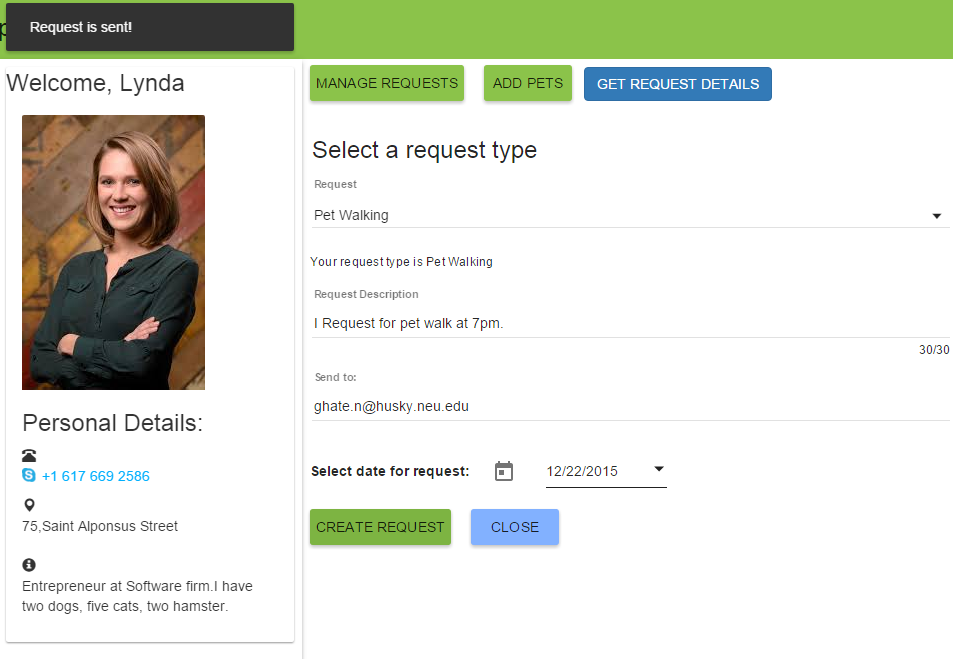 Request is sent!
Welcome, Lynda
Personal Details:
+1 617 669 2586
75,Saint Alponsus Street
Entrepreneur at Software firm.I have
two dogs, five cats, two hamster.
MANAGE REQUESTS
ADD PETS
GET REQUEST DETAILS
Select a request type
Request
Pet Walking
Your request type is Pet Walking
Request Description
I Request for pet walk at 7pm.
30/30
Send to:
ghate.n@husky.neu.edu
Select date for request:
12/22/2015
CREATE REQUEST
CLOSE